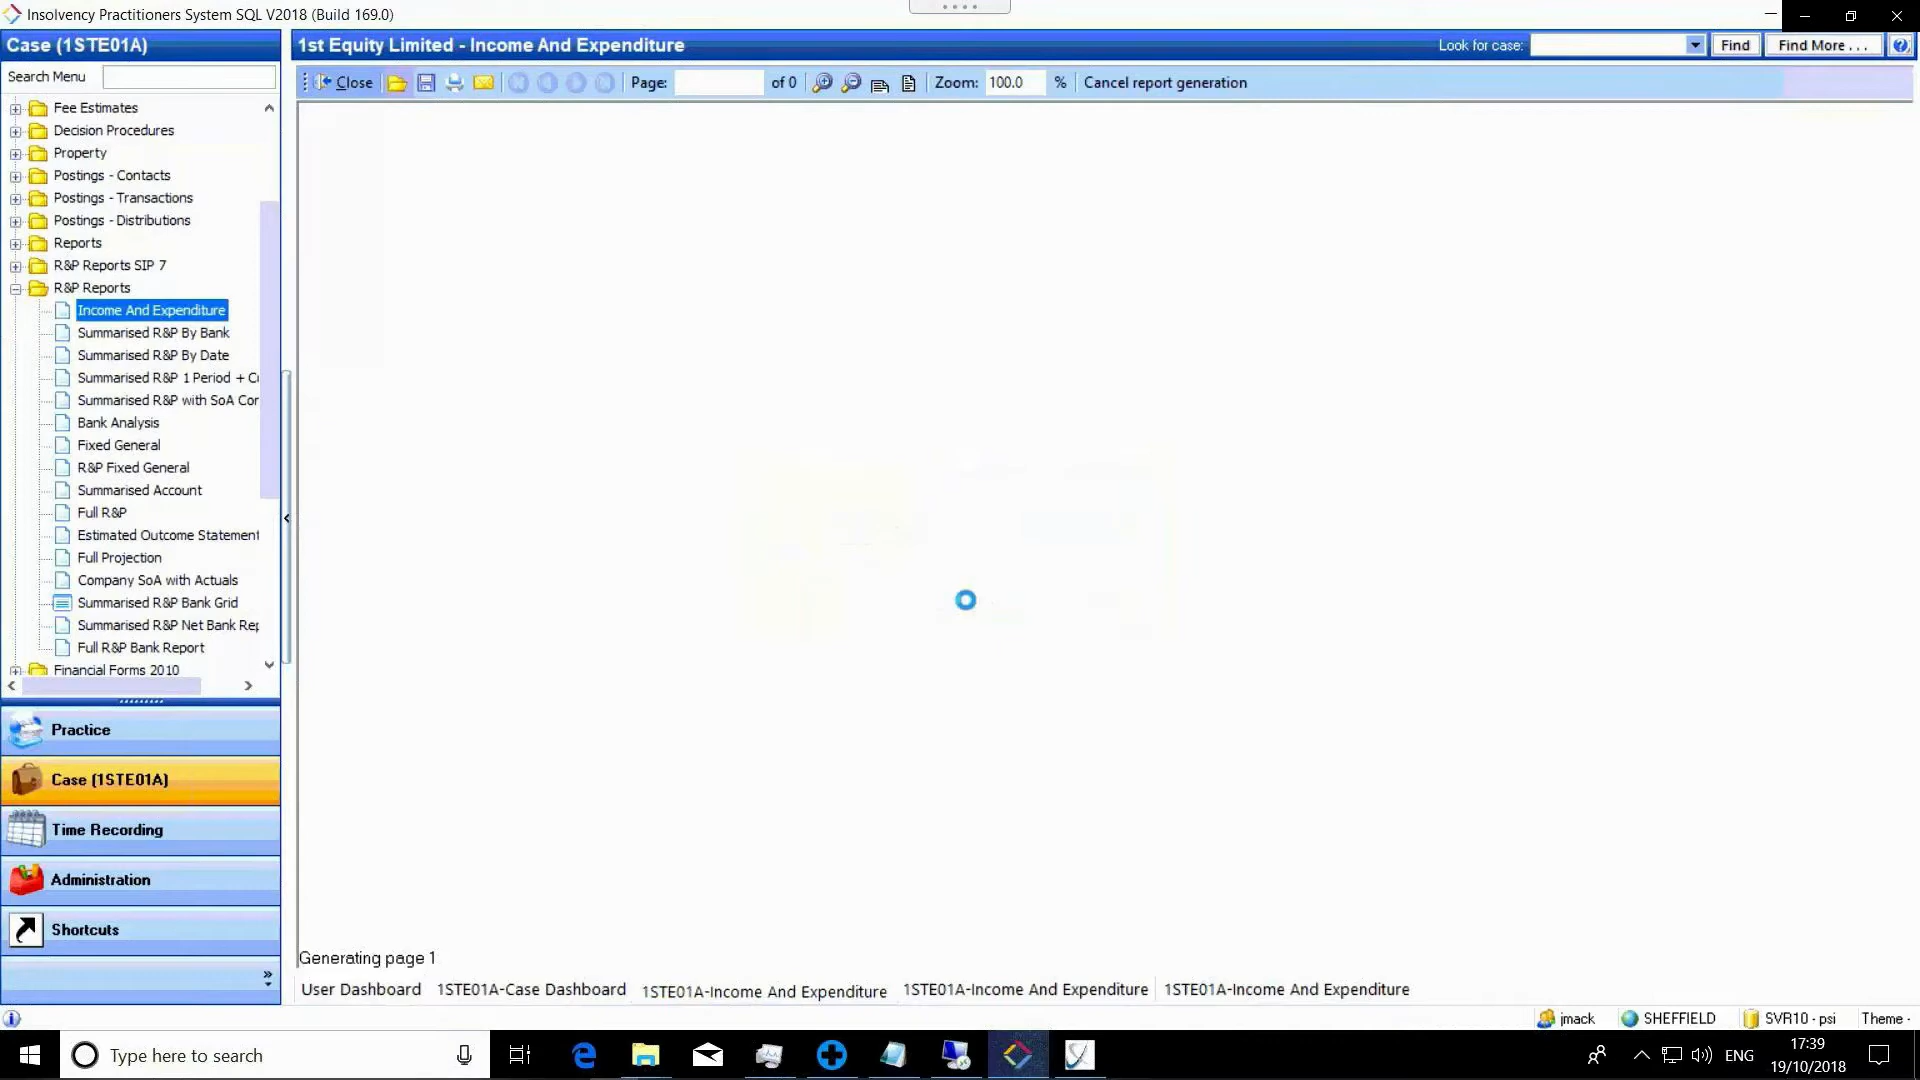 Insolvency Practitioners System SQL V2018 (Build 169.0)
Case (1STE01A)
1st Equity Limited - Income And Expenditure
Look for case:
Find
Find More . . .
Search Menu
Close
Page:
of 0
Zoom:
100.0
%
Cancel report generation
Fee Estimates
Decision Procedures
Property
Postings - Contacts
Postings - Transactions
Postings - Distributions
Reports
R&P Reports SIP 7
R&P Reports
Income And Expenditure
Summarised R&P By Bank
Summarised R&P By Date
Summarised R&P 1 Period + Cu
Summarised R&P with SoA Cor
Bank Analysis
Fixed General
R&P Fixed General
Summarised Account
Full R&P
Estimated Outcome Statement
Full Projection
Company SoA with Actuals
Summarised R&P Bank Grid
Summarised R&P Net Bank Rep
Full R&P Bank Report
Financial Forms 2010
Practice
Case (1STE01A)
Time Recording
Administration
Shortcuts
Generating page 1
User Dashboard
1STE01A-Case Dashboard
1STE01A-Income And Expenditure
1STE01A-Income And Expenditure
1STE01A-Income And Expenditure
jmack
SHEFFIELD
SVR10 - psi
Theme -
Type here to search
ENG
17:39
19/10/2018